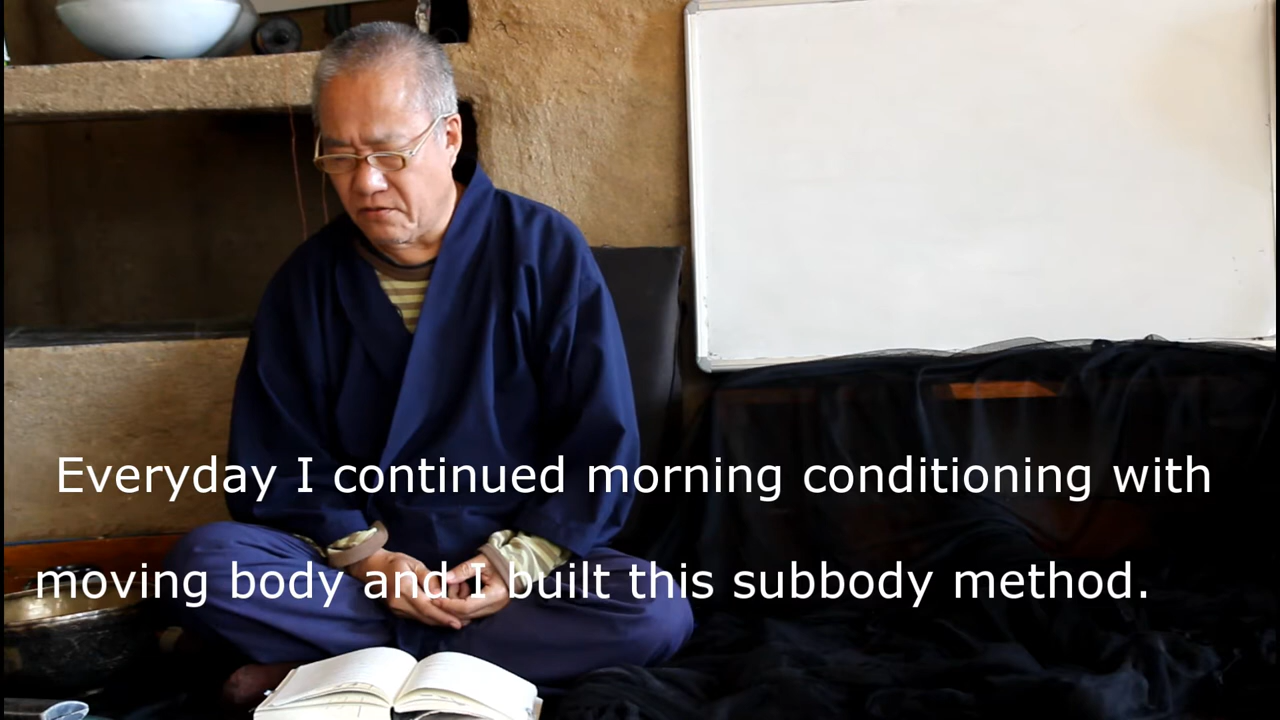 Everyday I continued morning conditioning with
moving body and I built this subbody method.